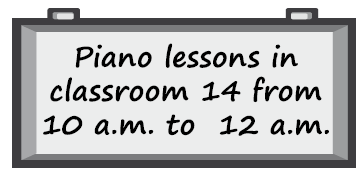 Piano lessons in
classroom 14 from
10 a.m. to 12 a.m.